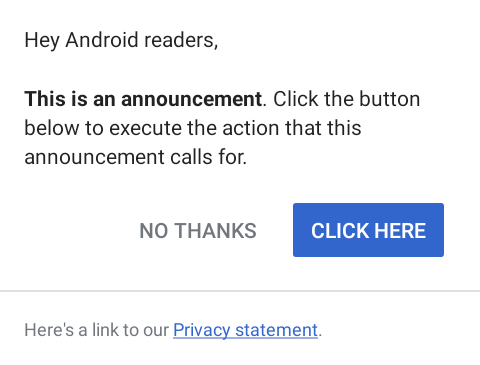 Hey Android readers,
This is an announcement. Click the button
below to execute the action that this
announcement calls for.
NO THANKS
CLICK HERE
Here's a link to our Privacy statement.